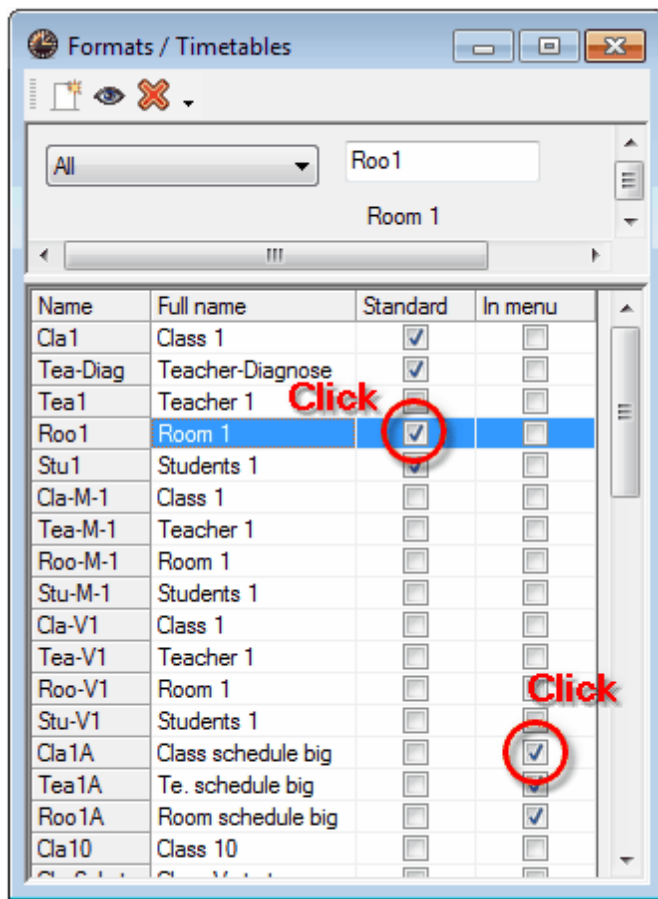 Formats / Timetables
All Roo1
Room 1
Name Full name Standard In menu
Cla1 Class 1
Tea-Diag Teacher-Diagnose
Tea1 Teacher 1 Click
Roo1 Room 1
Stu1 Students 1
Cla-M-1 Class 1
Tea-M-1 Teacher 1
Roo-M-1 Room 1
Stu-M-1 Students 1
Cla-V1 Class 1
Tea-V1 Teacher 1
Roo-V1 Room 1 Click
Stu-V1 Students 1
Cla1A Class schedule big
Tea1A Te. schedule big
Roo1A Room schedule big
Cla10 Class 10